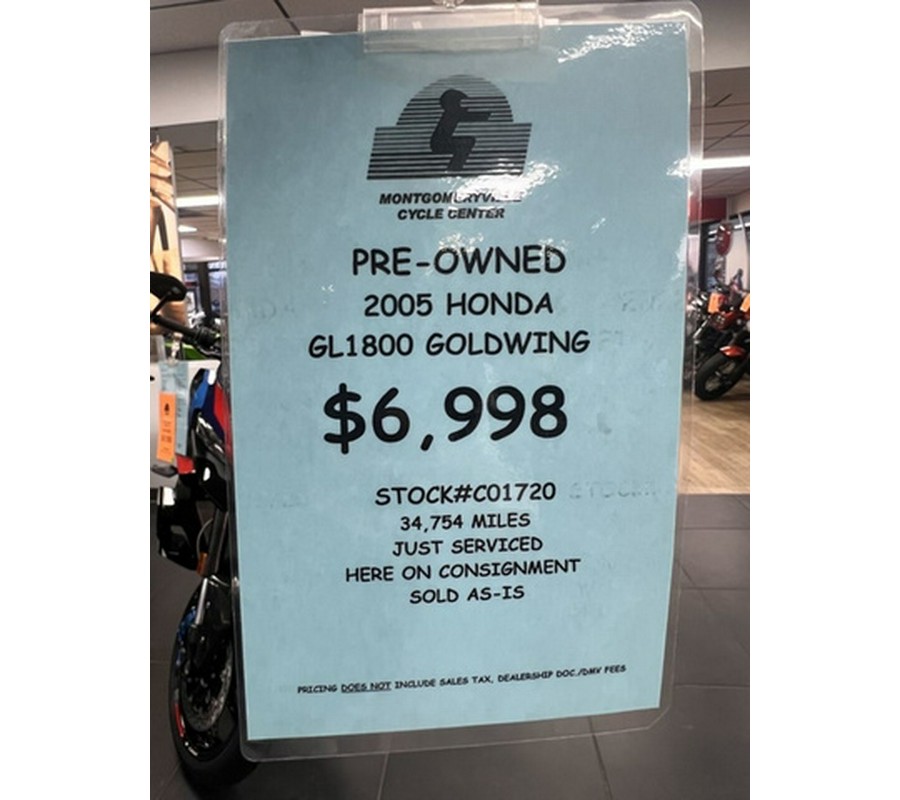 MONTGOMERYVILLE
CYCLE CENTER
PRE-OWNED
2005 HONDA
GL1800 GOLDWING
$6,998
STOCK#C01720
34,754 MILES
JUST SERVICED
HERE ON CONSIGNMENT
SOLD AS-IS
PRICING DOES NOT INCLUDE SALES TAX, DEALERSHIP DOC./DMV FEES